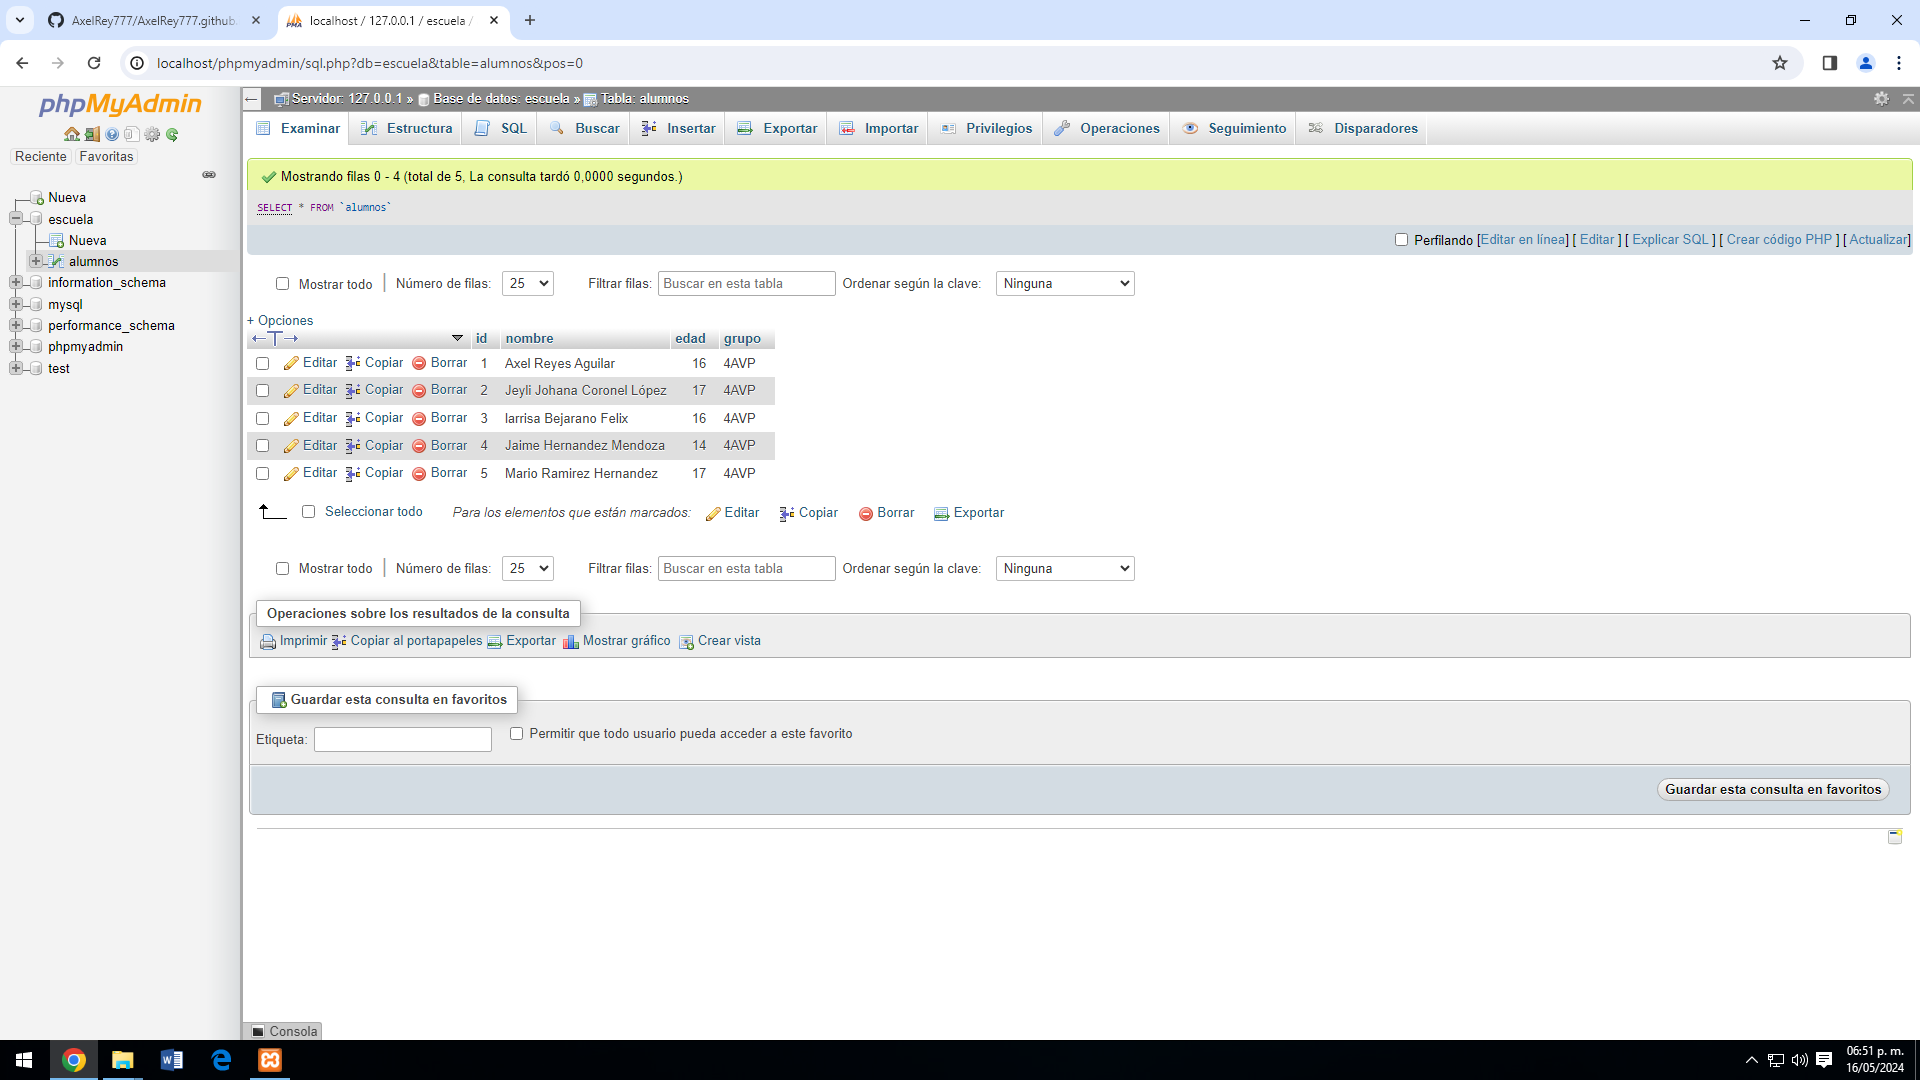 AxelRey777/AxelRey777.github
localhost / 127.0.0.1 / escuela /
localhost/phpmyadmin/sql.php?db=escuela&table=alumnos&pos=0
phpMyAdmin
Reciente Favoritas
Nueva
escuela
Nueva
alumnos
information_schema
mysql
performance_schema
phpmyadmin
test
Servidor: 127.0.0.1 » Base de datos: escuela » Tabla: alumnos
Examinar Estructura SQL Buscar Insertar Exportar Importar Privilegios Operaciones Seguimiento Disparadores
Mostrando filas 0 - 4 (total de 5, La consulta tardó 0,0000 segundos.)
SELECT * FROM `alumnos`
Perfilando [Editar en línea] [ Editar ] [ Explicar SQL ] [ Crear código PHP ] [ Actualizar]
Mostrar todo Número de filas: 25 Filtrar filas: Buscar en esta tabla Ordenar según la clave: Ninguna
+ Opciones
←T→ id nombre edad grupo
Editar Copiar Borrar 1 Axel Reyes Aguilar 16 4AVP
Editar Copiar Borrar 2 Jeyli Johana Coronel López 17 4AVP
Editar Copiar Borrar 3 larrisa Bejarano Felix 16 4AVP
Editar Copiar Borrar 4 Jaime Hernandez Mendoza 14 4AVP
Editar Copiar Borrar 5 Mario Ramirez Hernandez 17 4AVP
Seleccionar todo Para los elementos que están marcados: Editar Copiar Borrar Exportar
Mostrar todo Número de filas: 25 Filtrar filas: Buscar en esta tabla Ordenar según la clave: Ninguna
Operaciones sobre los resultados de la consulta
Imprimir Copiar al portapapeles Exportar Mostrar gráfico Crear vista
Guardar esta consulta en favoritos
Etiqueta: Permitir que todo usuario pueda acceder a este favorito
Guardar esta consulta en favoritos
Consola
06:51 p. m.
16/05/2024